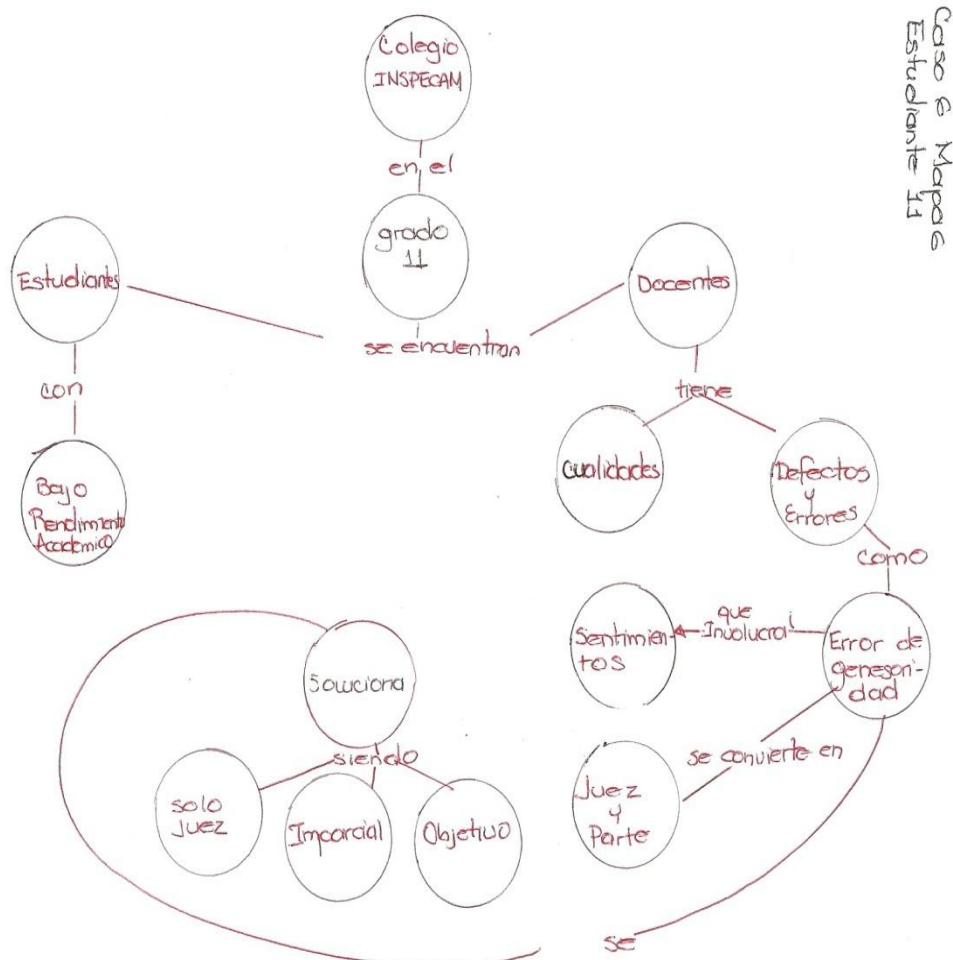 Caso 6 Mapa 6
Estudiante 11
Colegio
INSPECAM
en el
grado
11
Estudiantes
Docentes
se encuentran
con
tiene
Bajo
Rendimiento
Academico
cualidades
Defectos
y
Errores
como
Sentimien-
tos
que
Involucra
Error de
genesori-
dad
Souciona
siendo
se convierte en
solo
Juez
Imparcial
Objetivo
Juez
y
Parte
se